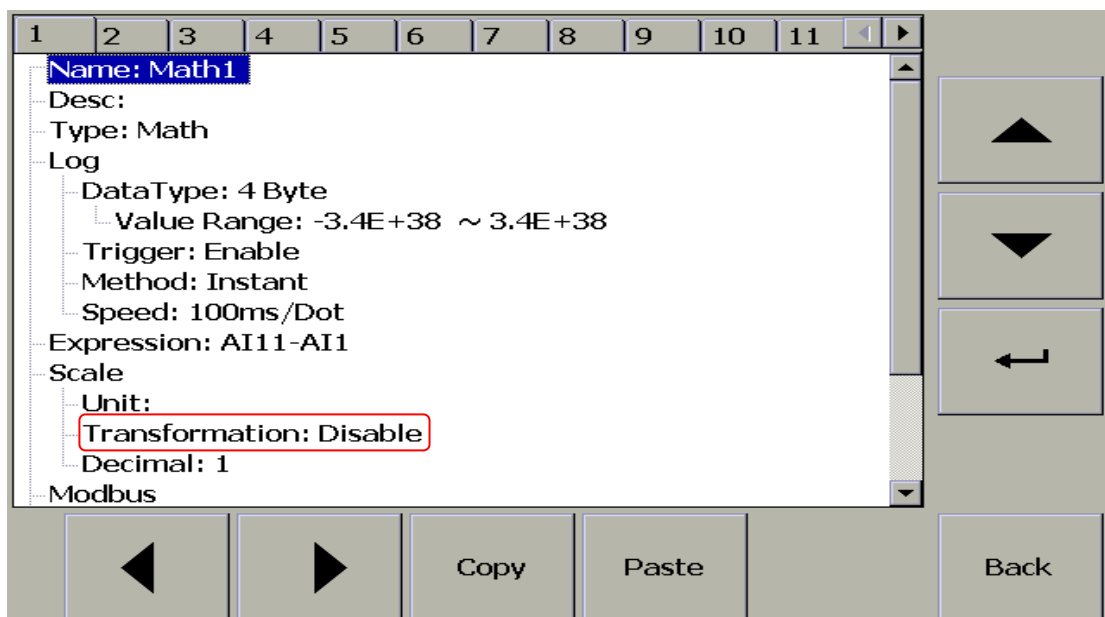 1 2 3 4 5 6 7 8 9 10 11
Name: Math1
Desc:
Type: Math
Log
DataType: 4 Byte
Value Range: -3.4E+38 ~ 3.4E+38
Trigger: Enable
Method: Instant
Speed: 100ms/Dot
Expression: AI11-AI1
Scale
Unit:
Transformation: Disable
Decimal: 1
Modbus
Copy Paste Back